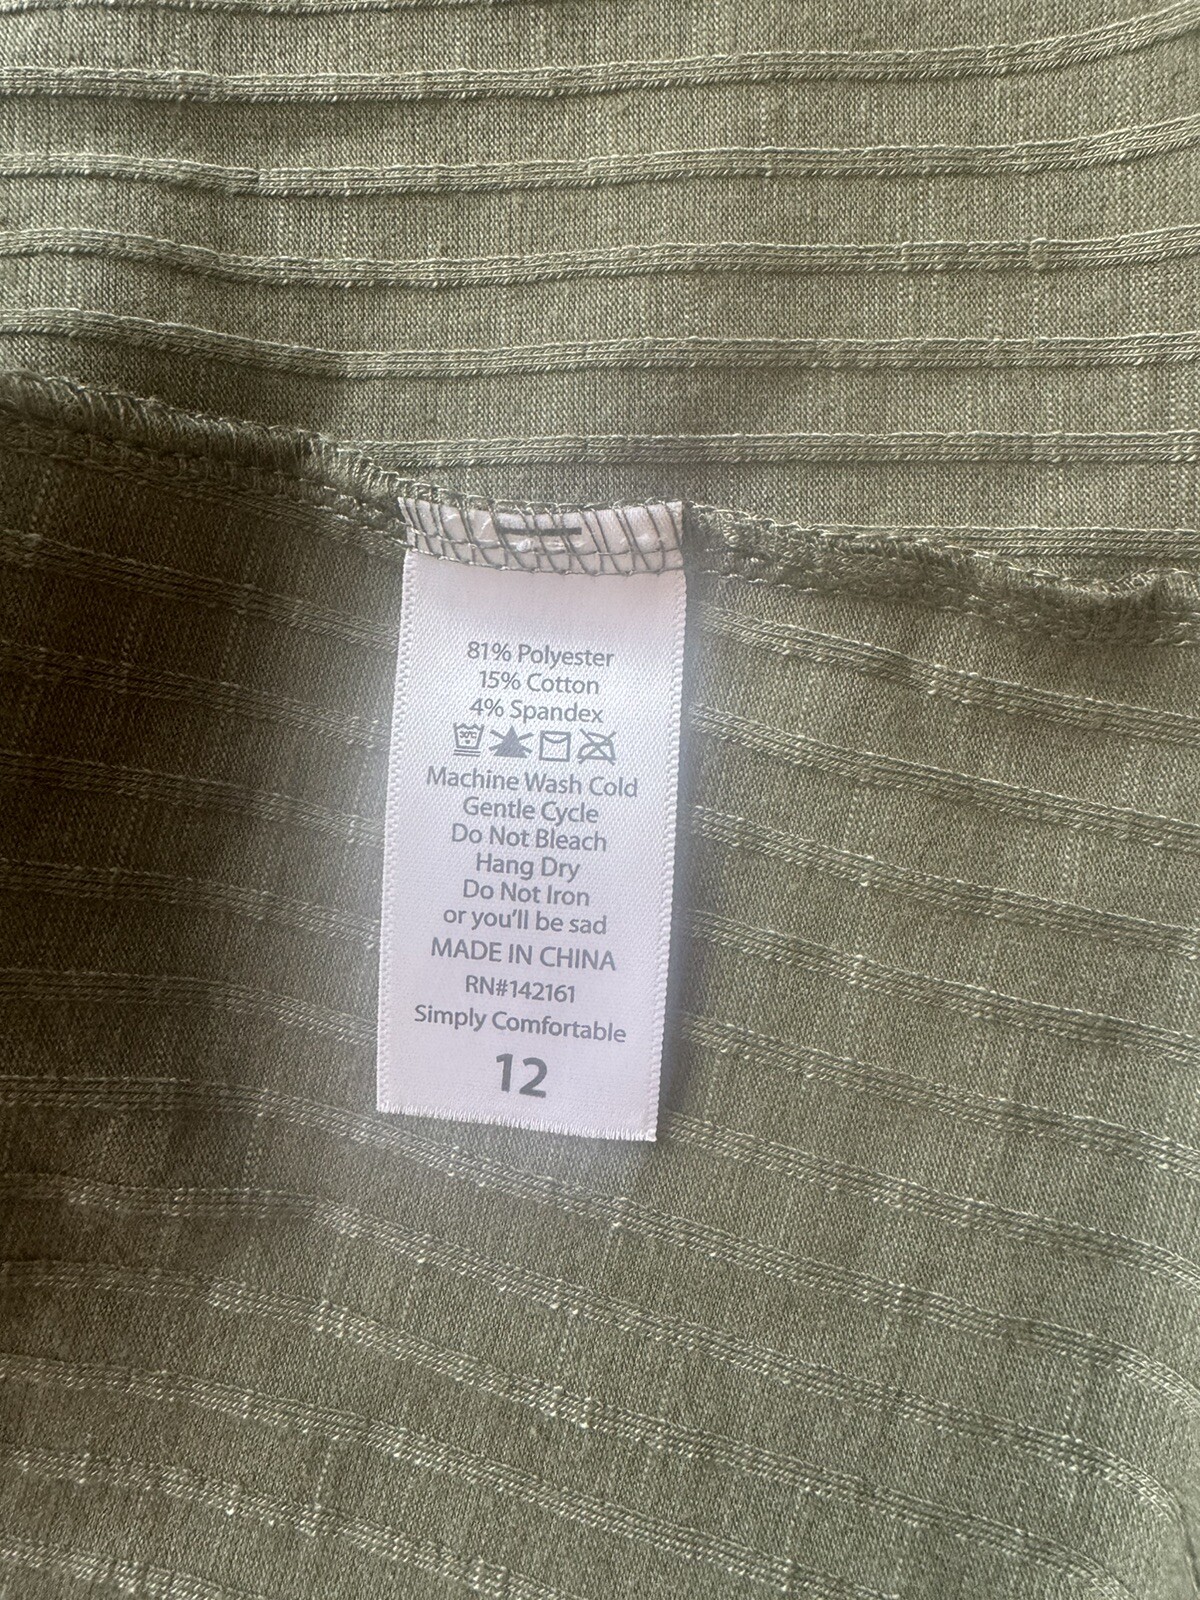 81% Polyester
15% Cotton
4% Spandex
30°C
Machine Wash Cold
Gentle Cycle
Do Not Bleach
Hang Dry
Do Not Iron
or you'll be sad
MADE IN CHINA
RN#142161
Simply Comfortable
12